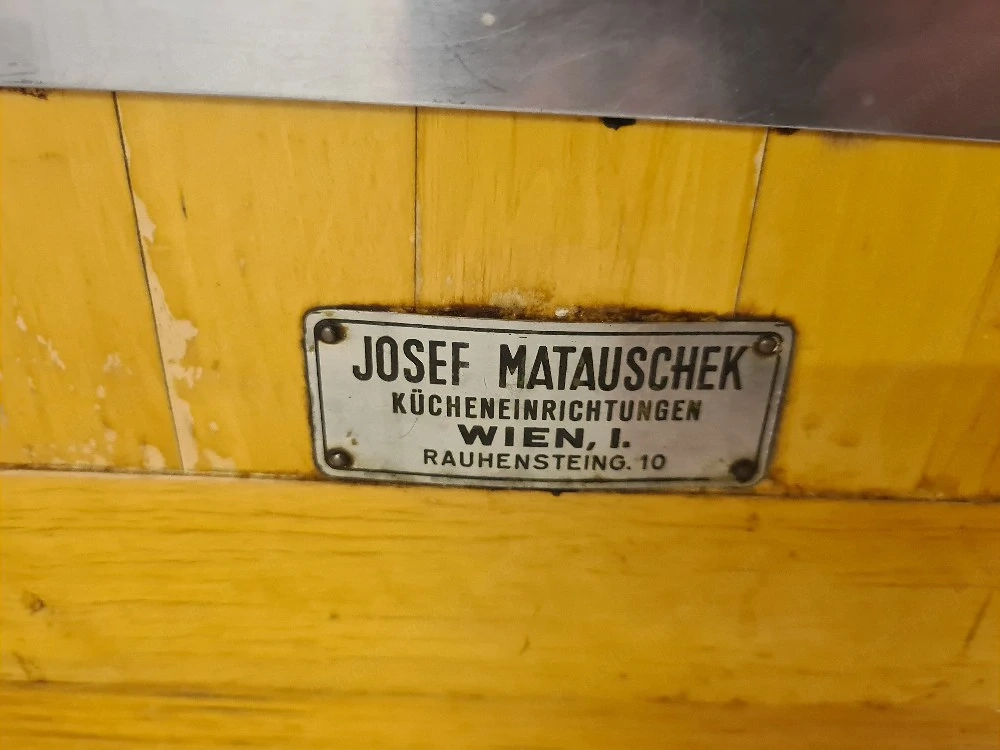 JOSEF MATAUSCHEK
KÜCHENEINRICHTUNGEN
WIEN, I.
RAUHENSTEING. 10